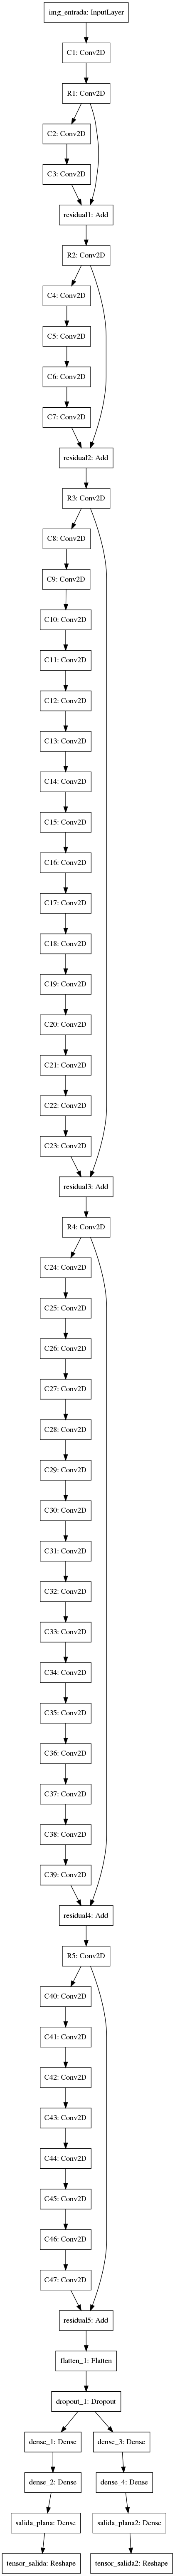 img_entrada: InputLayer
C1: Conv2D
R1: Conv2D
C2: Conv2D
C3: Conv2D
residual1: Add
R2: Conv2D
C4: Conv2D
C5: Conv2D
C6: Conv2D
C7: Conv2D
residual2: Add
R3: Conv2D
C8: Conv2D
C9: Conv2D
C10: Conv2D
C11: Conv2D
C12: Conv2D
C13: Conv2D
C14: Conv2D
C15: Conv2D
C16: Conv2D
C17: Conv2D
C18: Conv2D
C19: Conv2D
C20: Conv2D
C21: Conv2D
C22: Conv2D
C23: Conv2D
residual3: Add
R4: Conv2D
C24: Conv2D
C25: Conv2D
C26: Conv2D
C27: Conv2D
C28: Conv2D
C29: Conv2D
C30: Conv2D
C31: Conv2D
C32: Conv2D
C33: Conv2D
C34: Conv2D
C35: Conv2D
C36: Conv2D
C37: Conv2D
C38: Conv2D
C39: Conv2D
residual4: Add
R5: Conv2D
C40: Conv2D
C41: Conv2D
C42: Conv2D
C43: Conv2D
C44: Conv2D
C45: Conv2D
C46: Conv2D
C47: Conv2D
residual5: Add
flatten_1: Flatten
dropout_1: Dropout
dense_1: Dense
dense_3: Dense
dense_2: Dense
dense_4: Dense
salida_plana: Dense
salida_plana2: Dense
tensor_salida: Reshape
tensor_salida2: Reshape